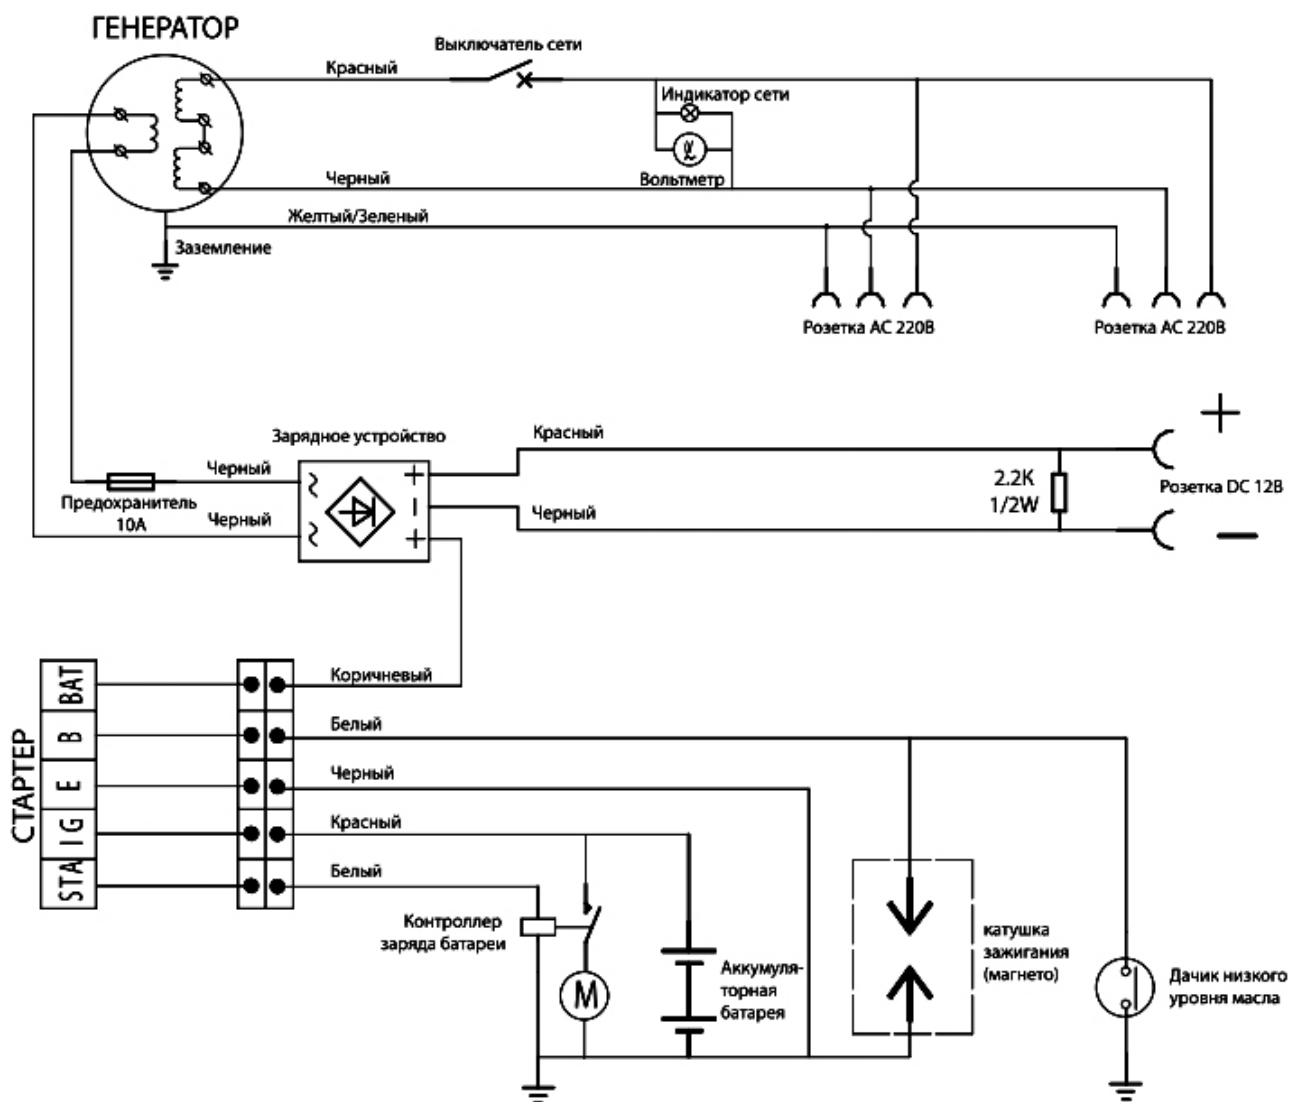 ГЕНЕРАТОР
Выключатель сети
Красный
Индикатор сети
Вольтметр
Черный
Желтый/Зеленый
Заземление
Розетка AC 220В
Розетка AC 220В
Зарядное устройство
Красный
+
Черный
2.2K
1/2W
Розетка DC 12В
Предохранитель
10А
Черный
Черный
−
~
~
+
−
+
СТАРТЕР
BAT
Коричневый
B
Белый
E
Черный
IG
Красный
STA
Белый
Контроллер
заряда батареи
M
Аккумуля-
торная
батарея
катушка
зажигания
(магнето)
Дачик низкого
уровня масла